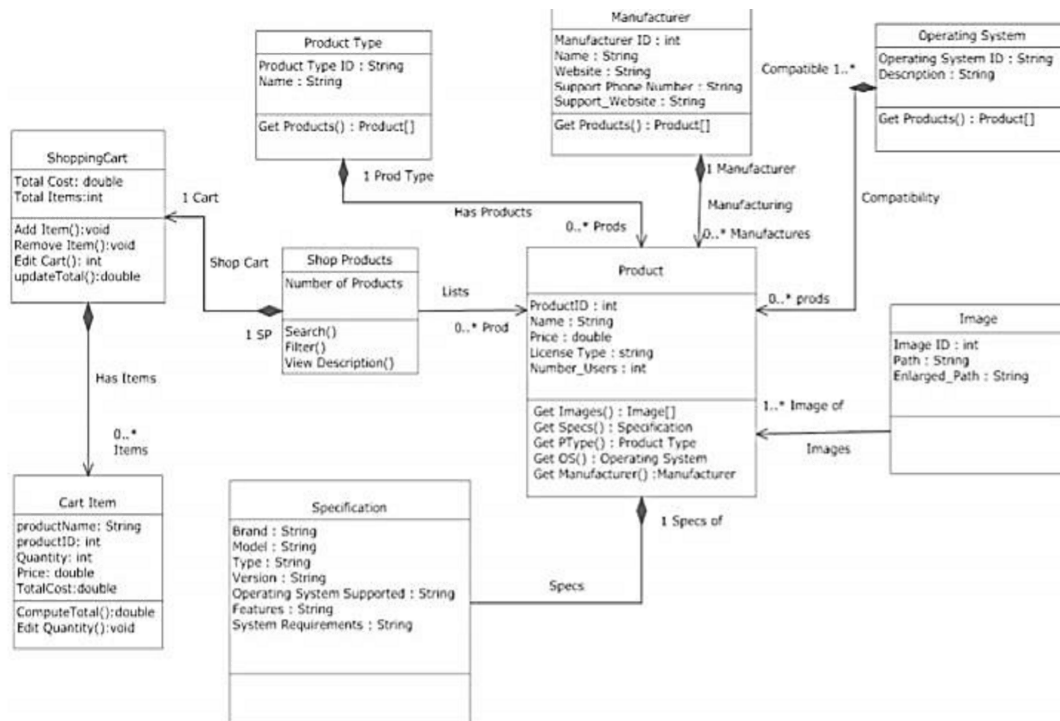 Manufacturer
Manufacturer ID : int
Name : String
Website : String
Support Phone Number : String
Support_Website : String
Get Products() : Product[]
Product Type
Product Type ID : String
Name : String
Get Products() : Product[]
Operating System
Operating System ID : String
Description : String
Get Products() : Product[]
Compatible 1..*
ShoppingCart
Total Cost: double
Total Items:int
Add Item():void
Remove Item():void
Edit Cart(): int
updateTotal():double
1 Cart
1 Prod Type
1 Manufacturer
Has Products
Manufacturing
Compatibility
0..* Prods
0..* Manufactures
Shop Cart
1 SP
Shop Products
Number of Products
Search()
Filter()
View Description()
Lists
0..* Prod
Product
ProductID : int
Name : String
Price : double
License Type : string
Number_Users : int
Get Images() : Image[]
Get Specs() : Specification
Get PType() : Product Type
Get OS() : Operating System
Get Manufacturer() :Manufacturer
0..* prods
Image
Image ID : int
Path : String
Enlarged_Path : String
1..* Image of
Images
Has Items
0..*
Items
Cart Item
productName: String
productID: int
Quantity: int
Price: double
TotalCost:double
ComputeTotal():double
Edit Quantity():void
Specification
Brand : String
Model : String
Type : String
Version : String
Operating System Supported : String
Features : String
System Requirements : String
1 Specs of
Specs